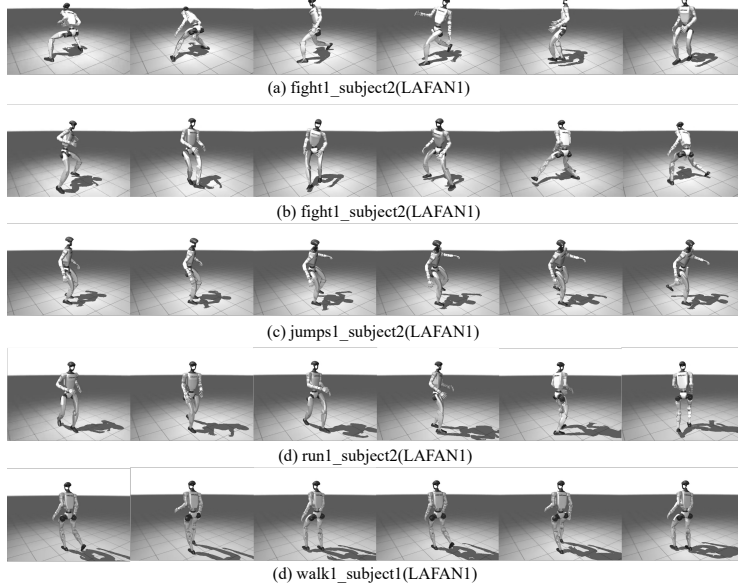 (a) fight1_subject2(LAFAN1)
(b) fight1_subject2(LAFAN1)
(c) jumps1_subject2(LAFAN1)
(d) run1_subject2(LAFAN1)
(d) walk1_subject1(LAFAN1)